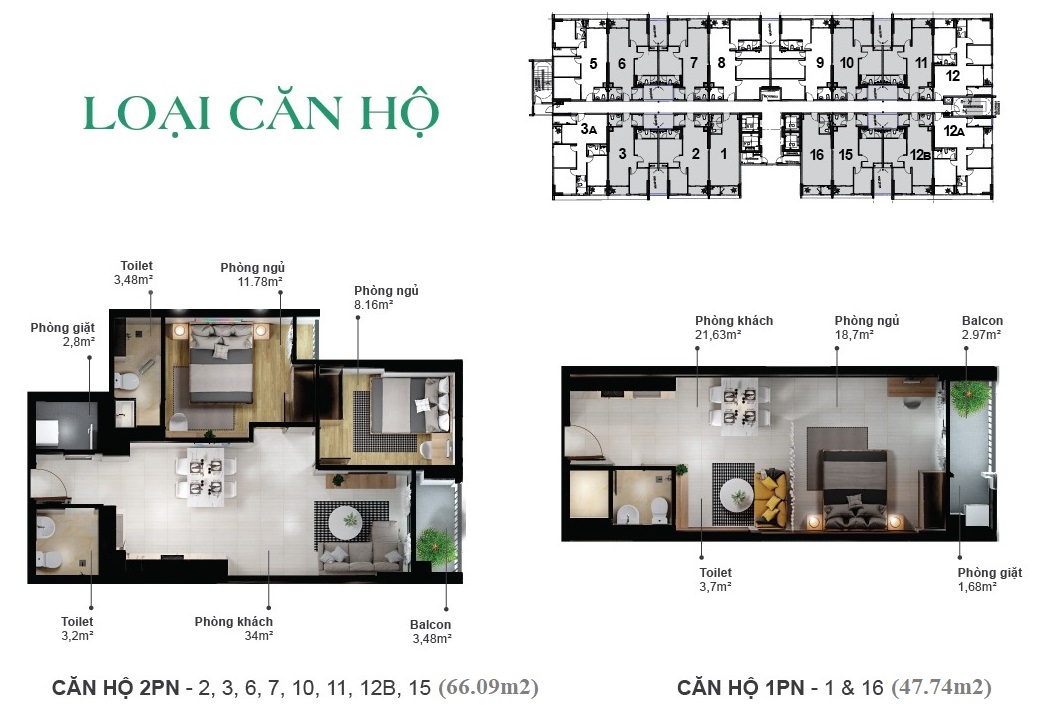 LOẠI CĂN HỘ
5 6 7 8 9 10 11 12
3A 3 2 1 16 15 12B 12A
Toilet
3,48m²
Phòng ngủ
11.78m²
Phòng ngủ
8.16m²
Phòng giặt
2,8m²
Toilet
3,2m²
Phòng khách
34m²
Balcon
3,48m²
CĂN HỘ 2PN - 2, 3, 6, 7, 10, 11, 12B, 15 (66.09m2)
Phòng khách
21,63m²
Phòng ngủ
18,7m²
Balcon
2.97m²
Toilet
3,7m²
Phòng giặt
1,68m²
CĂN HỘ 1PN - 1 & 16 (47.74m2)